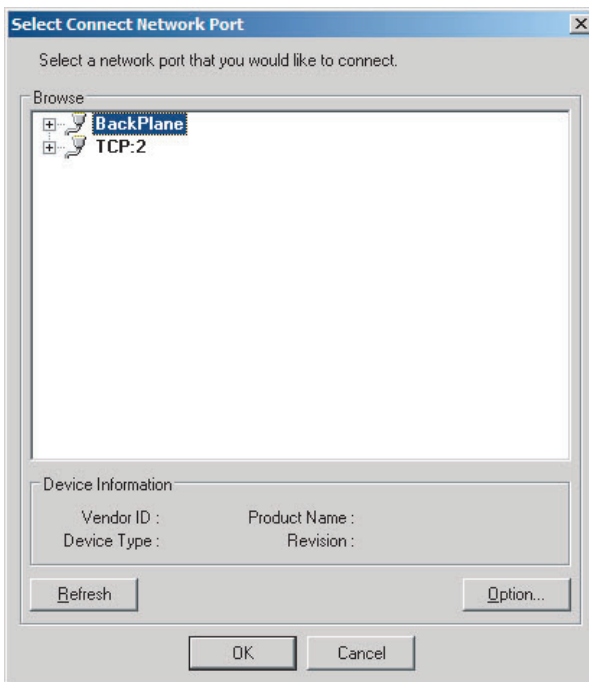 Select Connect Network Port
Select a network port that you would like to connect.
Browse
BackPlane
TCP:2
Device Information
Vendor ID :
Product Name :
Device Type :
Revision :
Refresh
Option...
OK
Cancel